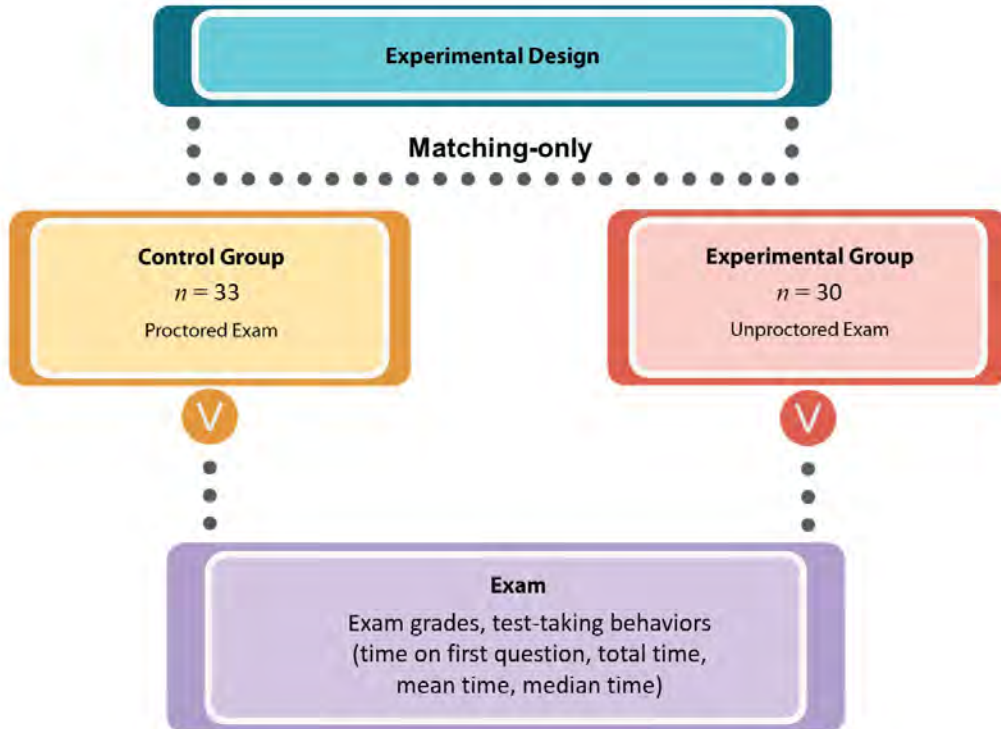 Experimental Design
Matching-only
Control Group
n = 33
Proctored Exam
Experimental Group
n = 30
Unproctored Exam
V
V
Exam
Exam grades, test-taking behaviors
(time on first question, total time,
mean time, median time)